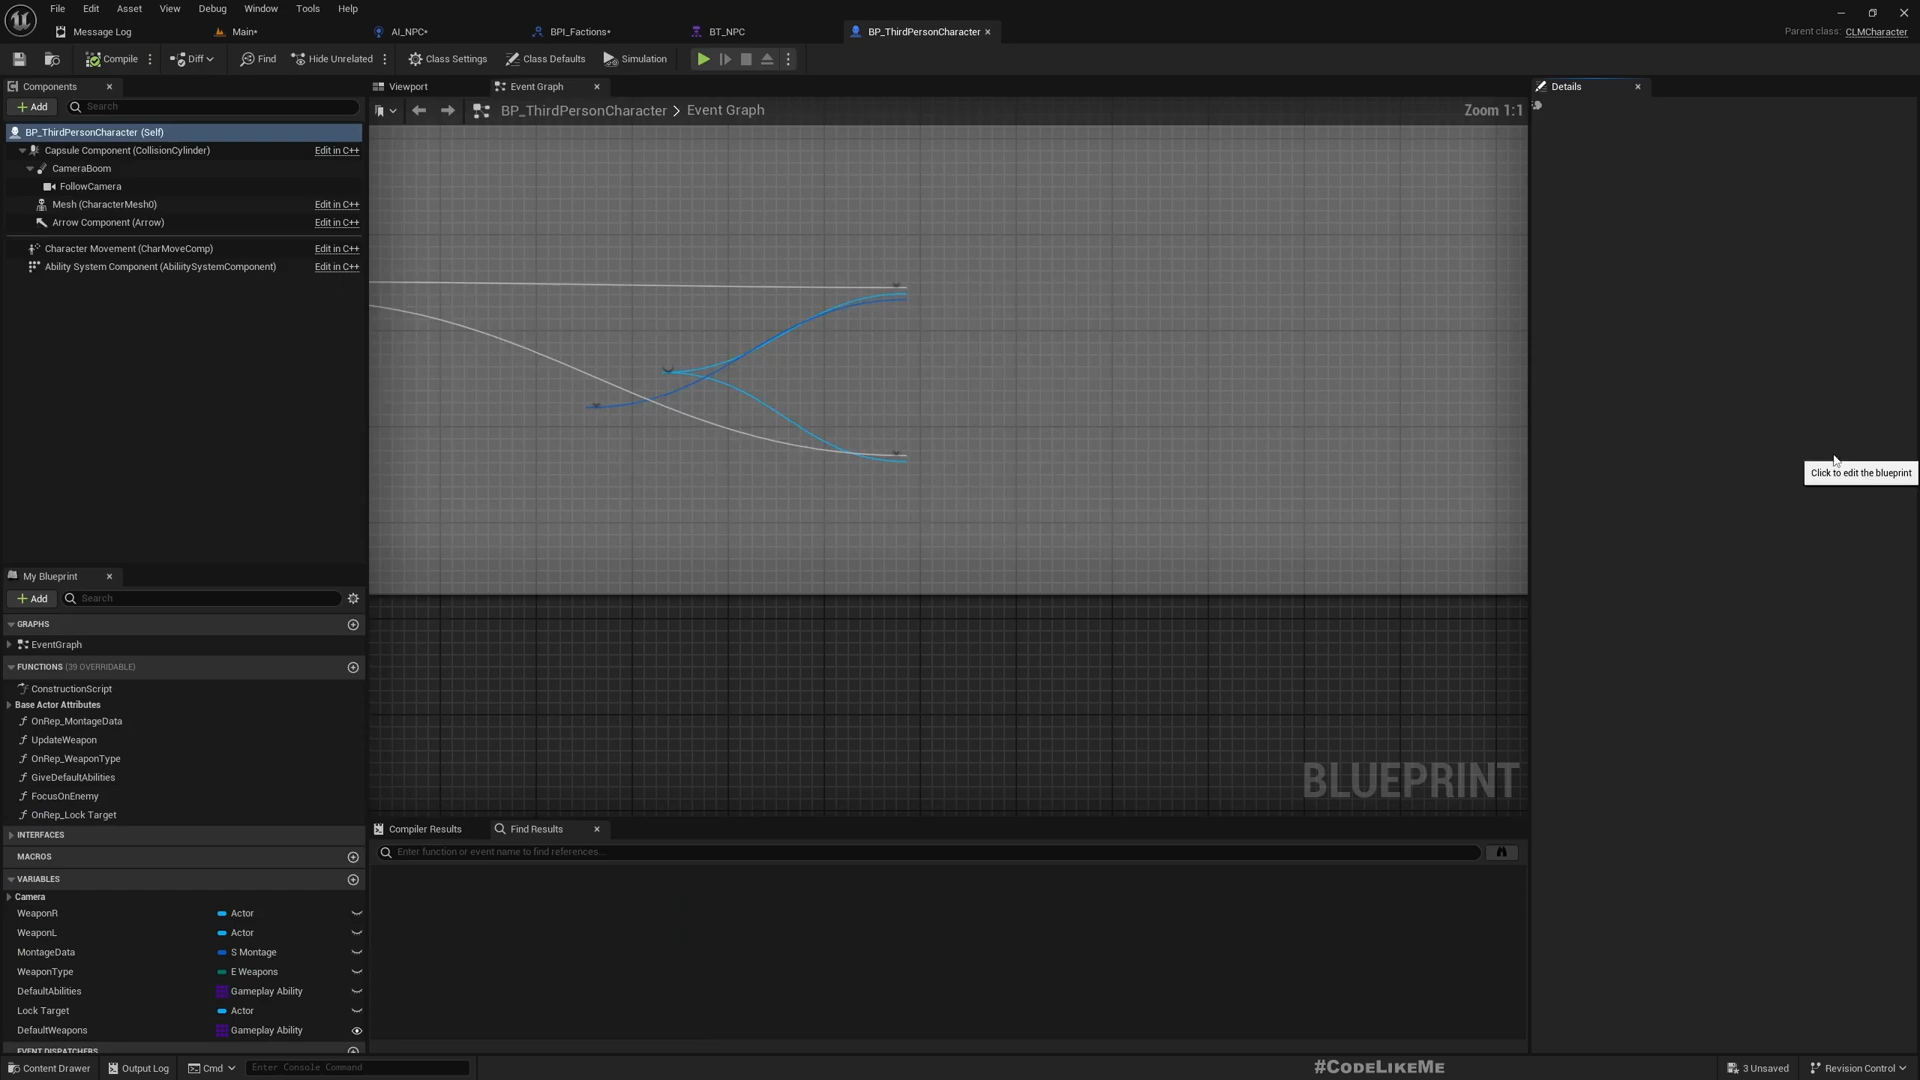 File Edit Asset View Debug Window Tools Help
Message Log Main* AI_NPC* BPI_Factions* BT_NPC BP_ThirdPersonCharacter
Parent class: CLMCharacter
Compile Diff Find Hide Unrelated Class Settings Class Defaults Simulation
Components Viewport Event Graph Details
Add Search
BP_ThirdPersonCharacter > Event Graph Zoom 1:1
BP_ThirdPersonCharacter (Self)
Capsule Component (CollisionCylinder) Edit in C++
CameraBoom
FollowCamera
Mesh (CharacterMesh0) Edit in C++
Arrow Component (Arrow) Edit in C++
Character Movement (CharMoveComp) Edit in C++
Ability System Component (AbiliitySystemComponent) Edit in C++
Click to edit the blueprint
My Blueprint
Add Search
GRAPHS
EventGraph
FUNCTIONS (39 OVERRIDABLE)
ConstructionScript
Base Actor Attributes
OnRep_MontageData
UpdateWeapon
OnRep_WeaponType
GiveDefaultAbilities
FocusOnEnemy
OnRep_Lock Target
INTERFACES
MACROS
VARIABLES
Camera
WeaponR Actor
WeaponL Actor
MontageData S Montage
WeaponType E Weapons
DefaultAbilities Gameplay Ability
Lock Target Actor
DefaultWeapons Gameplay Ability
EVENT DISPATCHERS
BLUEPRINT
Compiler Results Find Results
Enter function or event name to find references...
Content Drawer Output Log Cmd Enter Console Command
#CODELIKEME
3 Unsaved Revision Control